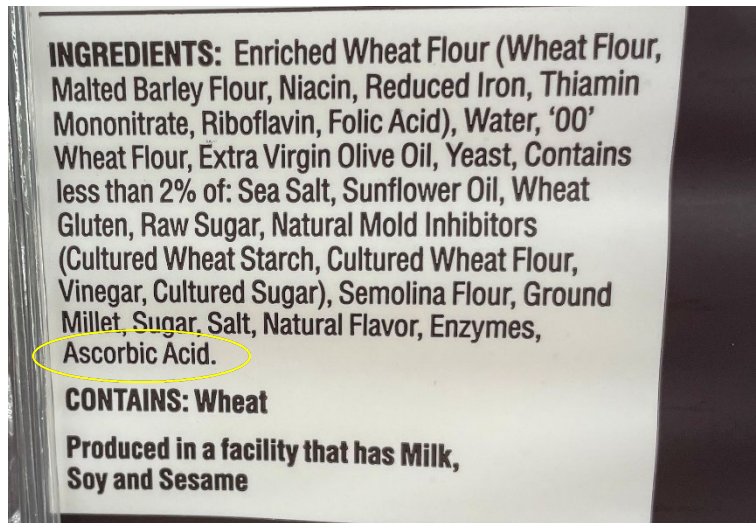 INGREDIENTS: Enriched Wheat Flour (Wheat Flour,
Malted Barley Flour, Niacin, Reduced Iron, Thiamin
Mononitrate, Riboflavin, Folic Acid), Water, ‘00’
Wheat Flour, Extra Virgin Olive Oil, Yeast, Contains
less than 2% of: Sea Salt, Sunflower Oil, Wheat
Gluten, Raw Sugar, Natural Mold Inhibitors
(Cultured Wheat Starch, Cultured Wheat Flour,
Vinegar, Cultured Sugar), Semolina Flour, Ground
Millet, Sugar, Salt, Natural Flavor, Enzymes,
Ascorbic Acid.
CONTAINS: Wheat
Produced in a facility that has Milk,
Soy and Sesame